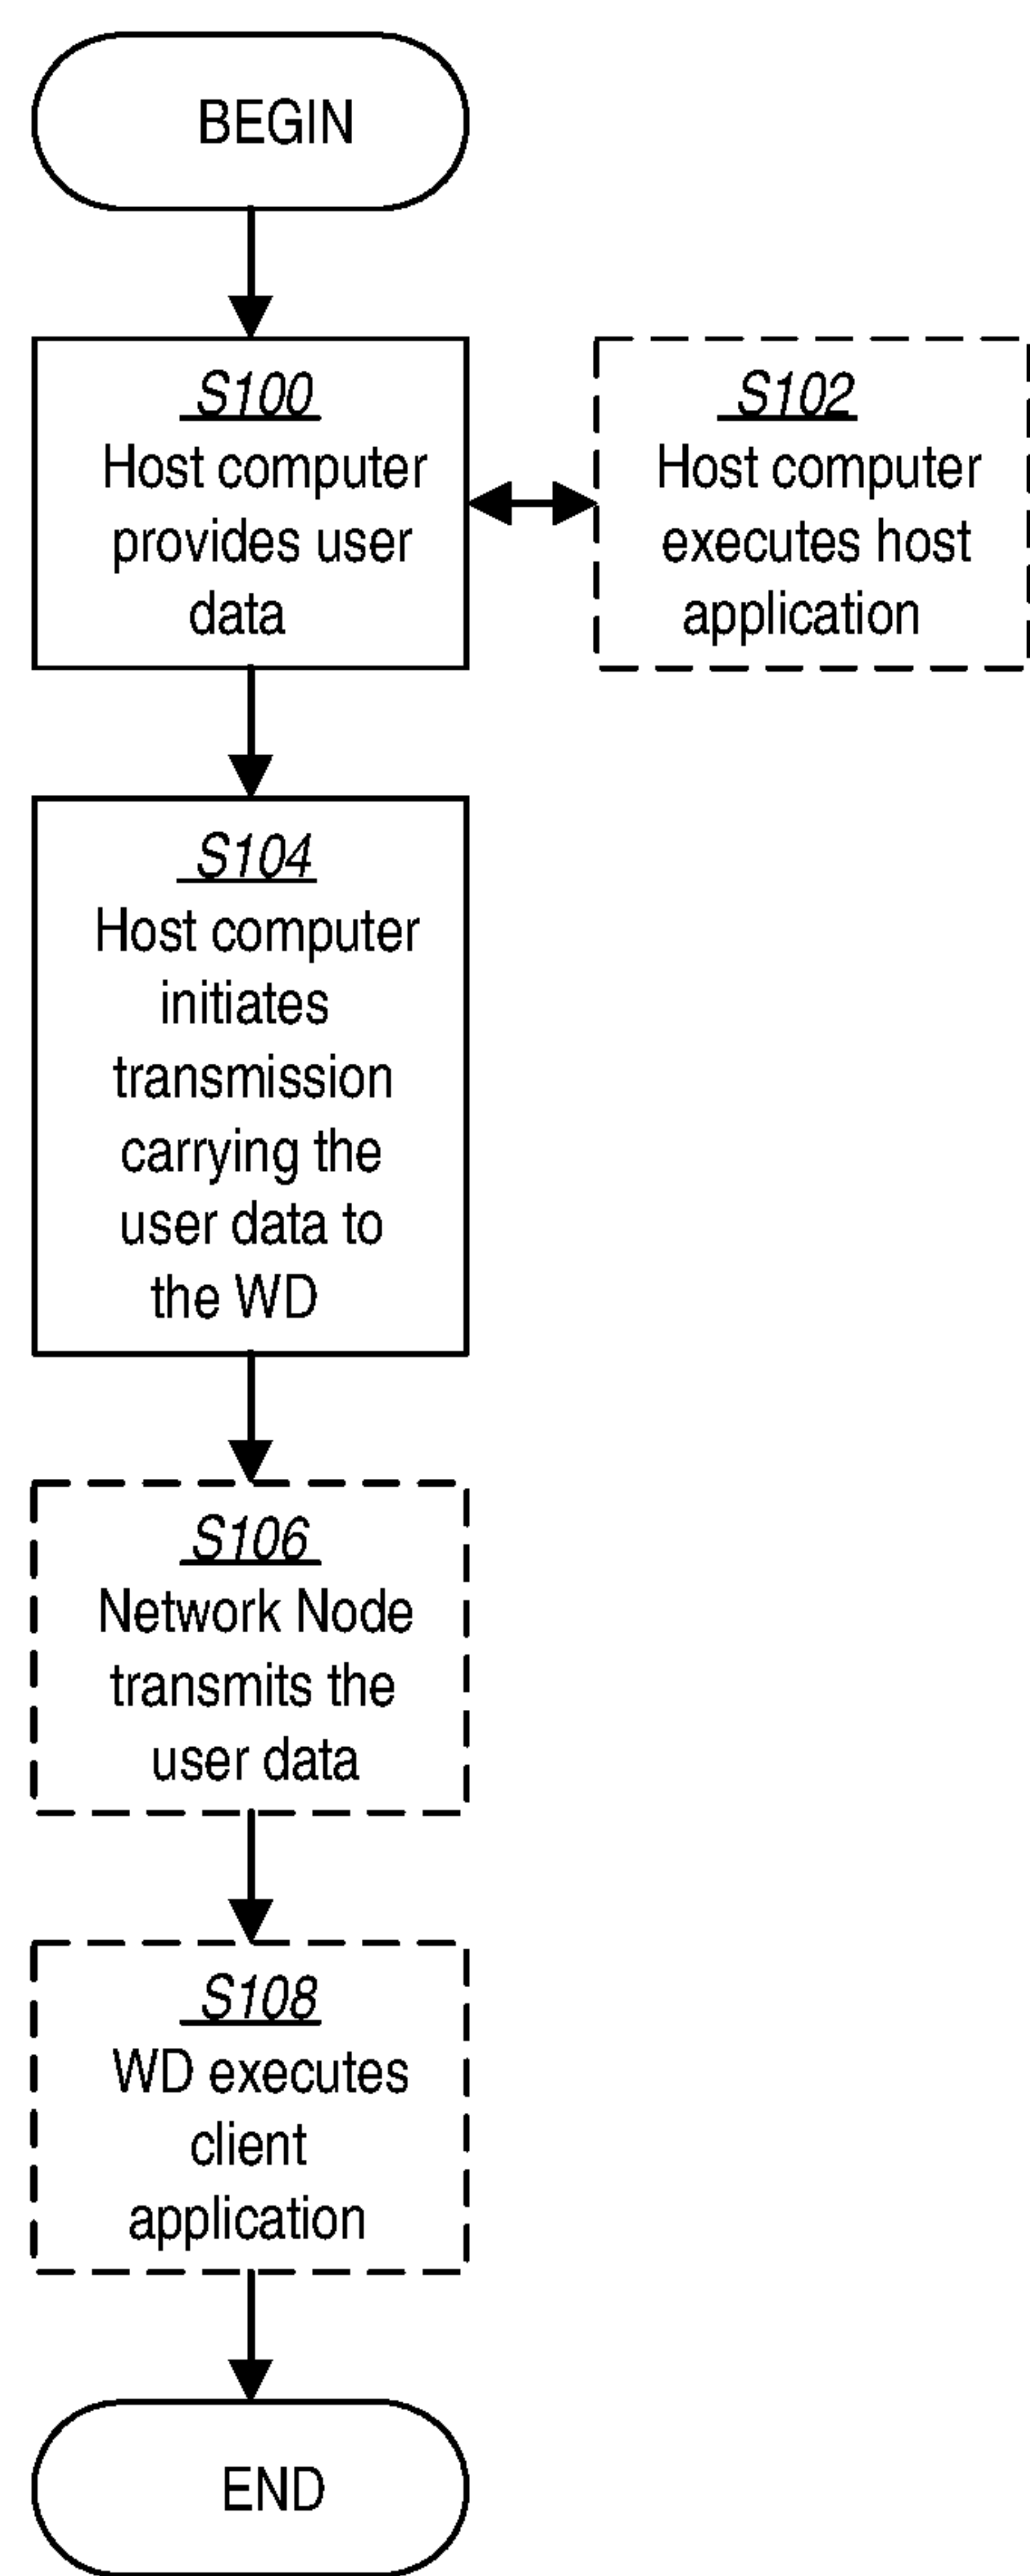 BEGIN
S100
Host computer
provides user
data
S102
Host computer
executes host
application
S104
Host computer
initiates
transmission
carrying the
user data to
the WD
S106
Network Node
transmits the
user data
S108
WD executes
client
application
END